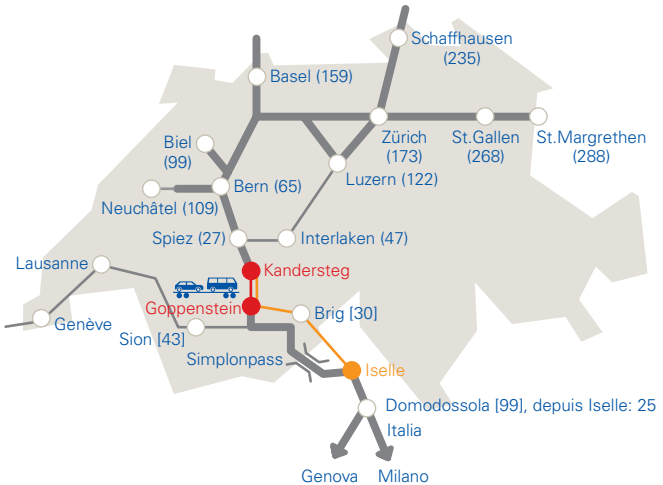 Schaffhausen
(235)
Basel (159)
Zürich
(173)
St.Gallen
(268)
St.Margrethen
(288)
Biel
(99)
Luzern (122)
Bern (65)
Neuchâtel (109)
Spiez (27)
Interlaken (47)
Lausanne
Kandersteg
Goppenstein
Brig [30]
Genève
Sion [43]
Simplonpass
Iselle
Domodossola [99], depuis Iselle: 25
Italia
Genova
Milano